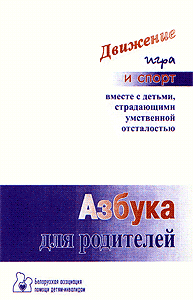 Движение
игра
и спорт
вместе с детьми,
страдающими
умственной
отсталостью
Азбука
для родителей
Белорусская ассоциация
помощи детям-инвалидам